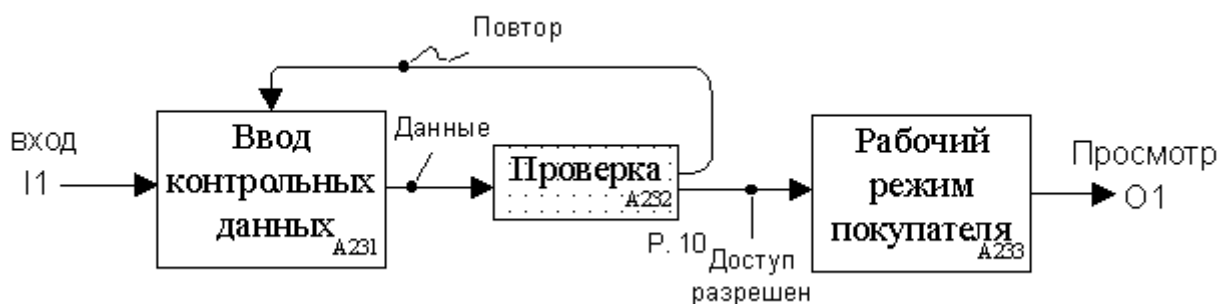 Повтор
вход
I1
Ввод
контрольных
данных
A231
Данные
Проверка
A232
P. 10
Доступ
разрешен
Рабочий
режим
покупателя
A233
Просмотр
O1